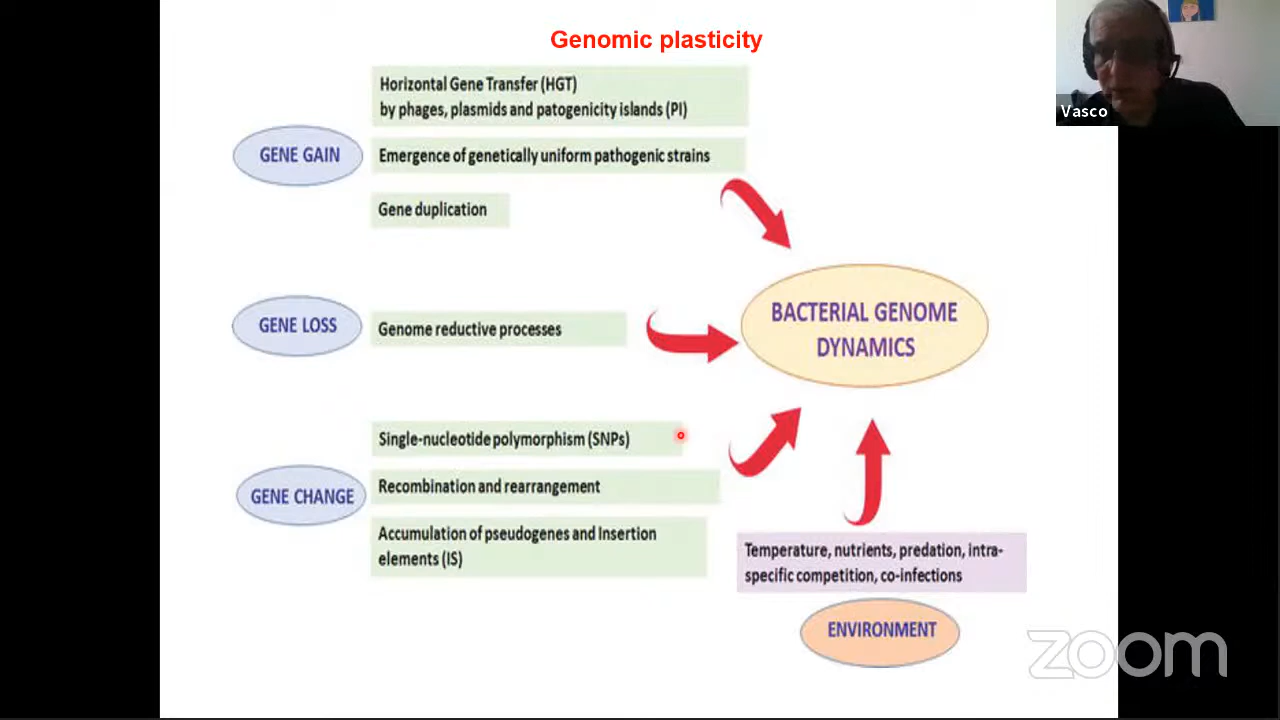 Genomic plasticity
Vasco
Horizontal Gene Transfer (HGT)
by phages, plasmids and patogenicity islands (PI)
GENE GAIN
Emergence of genetically uniform pathogenic strains
Gene duplication
GENE LOSS
Genome reductive processes
BACTERIAL GENOME
DYNAMICS
Single-nucleotide polymorphism (SNPs)
GENE CHANGE
Recombination and rearrangement
Accumulation of pseudogenes and Insertion
elements (IS)
Temperature, nutrients, predation, intra-
specific competition, co-infections
ENVIRONMENT
zoom